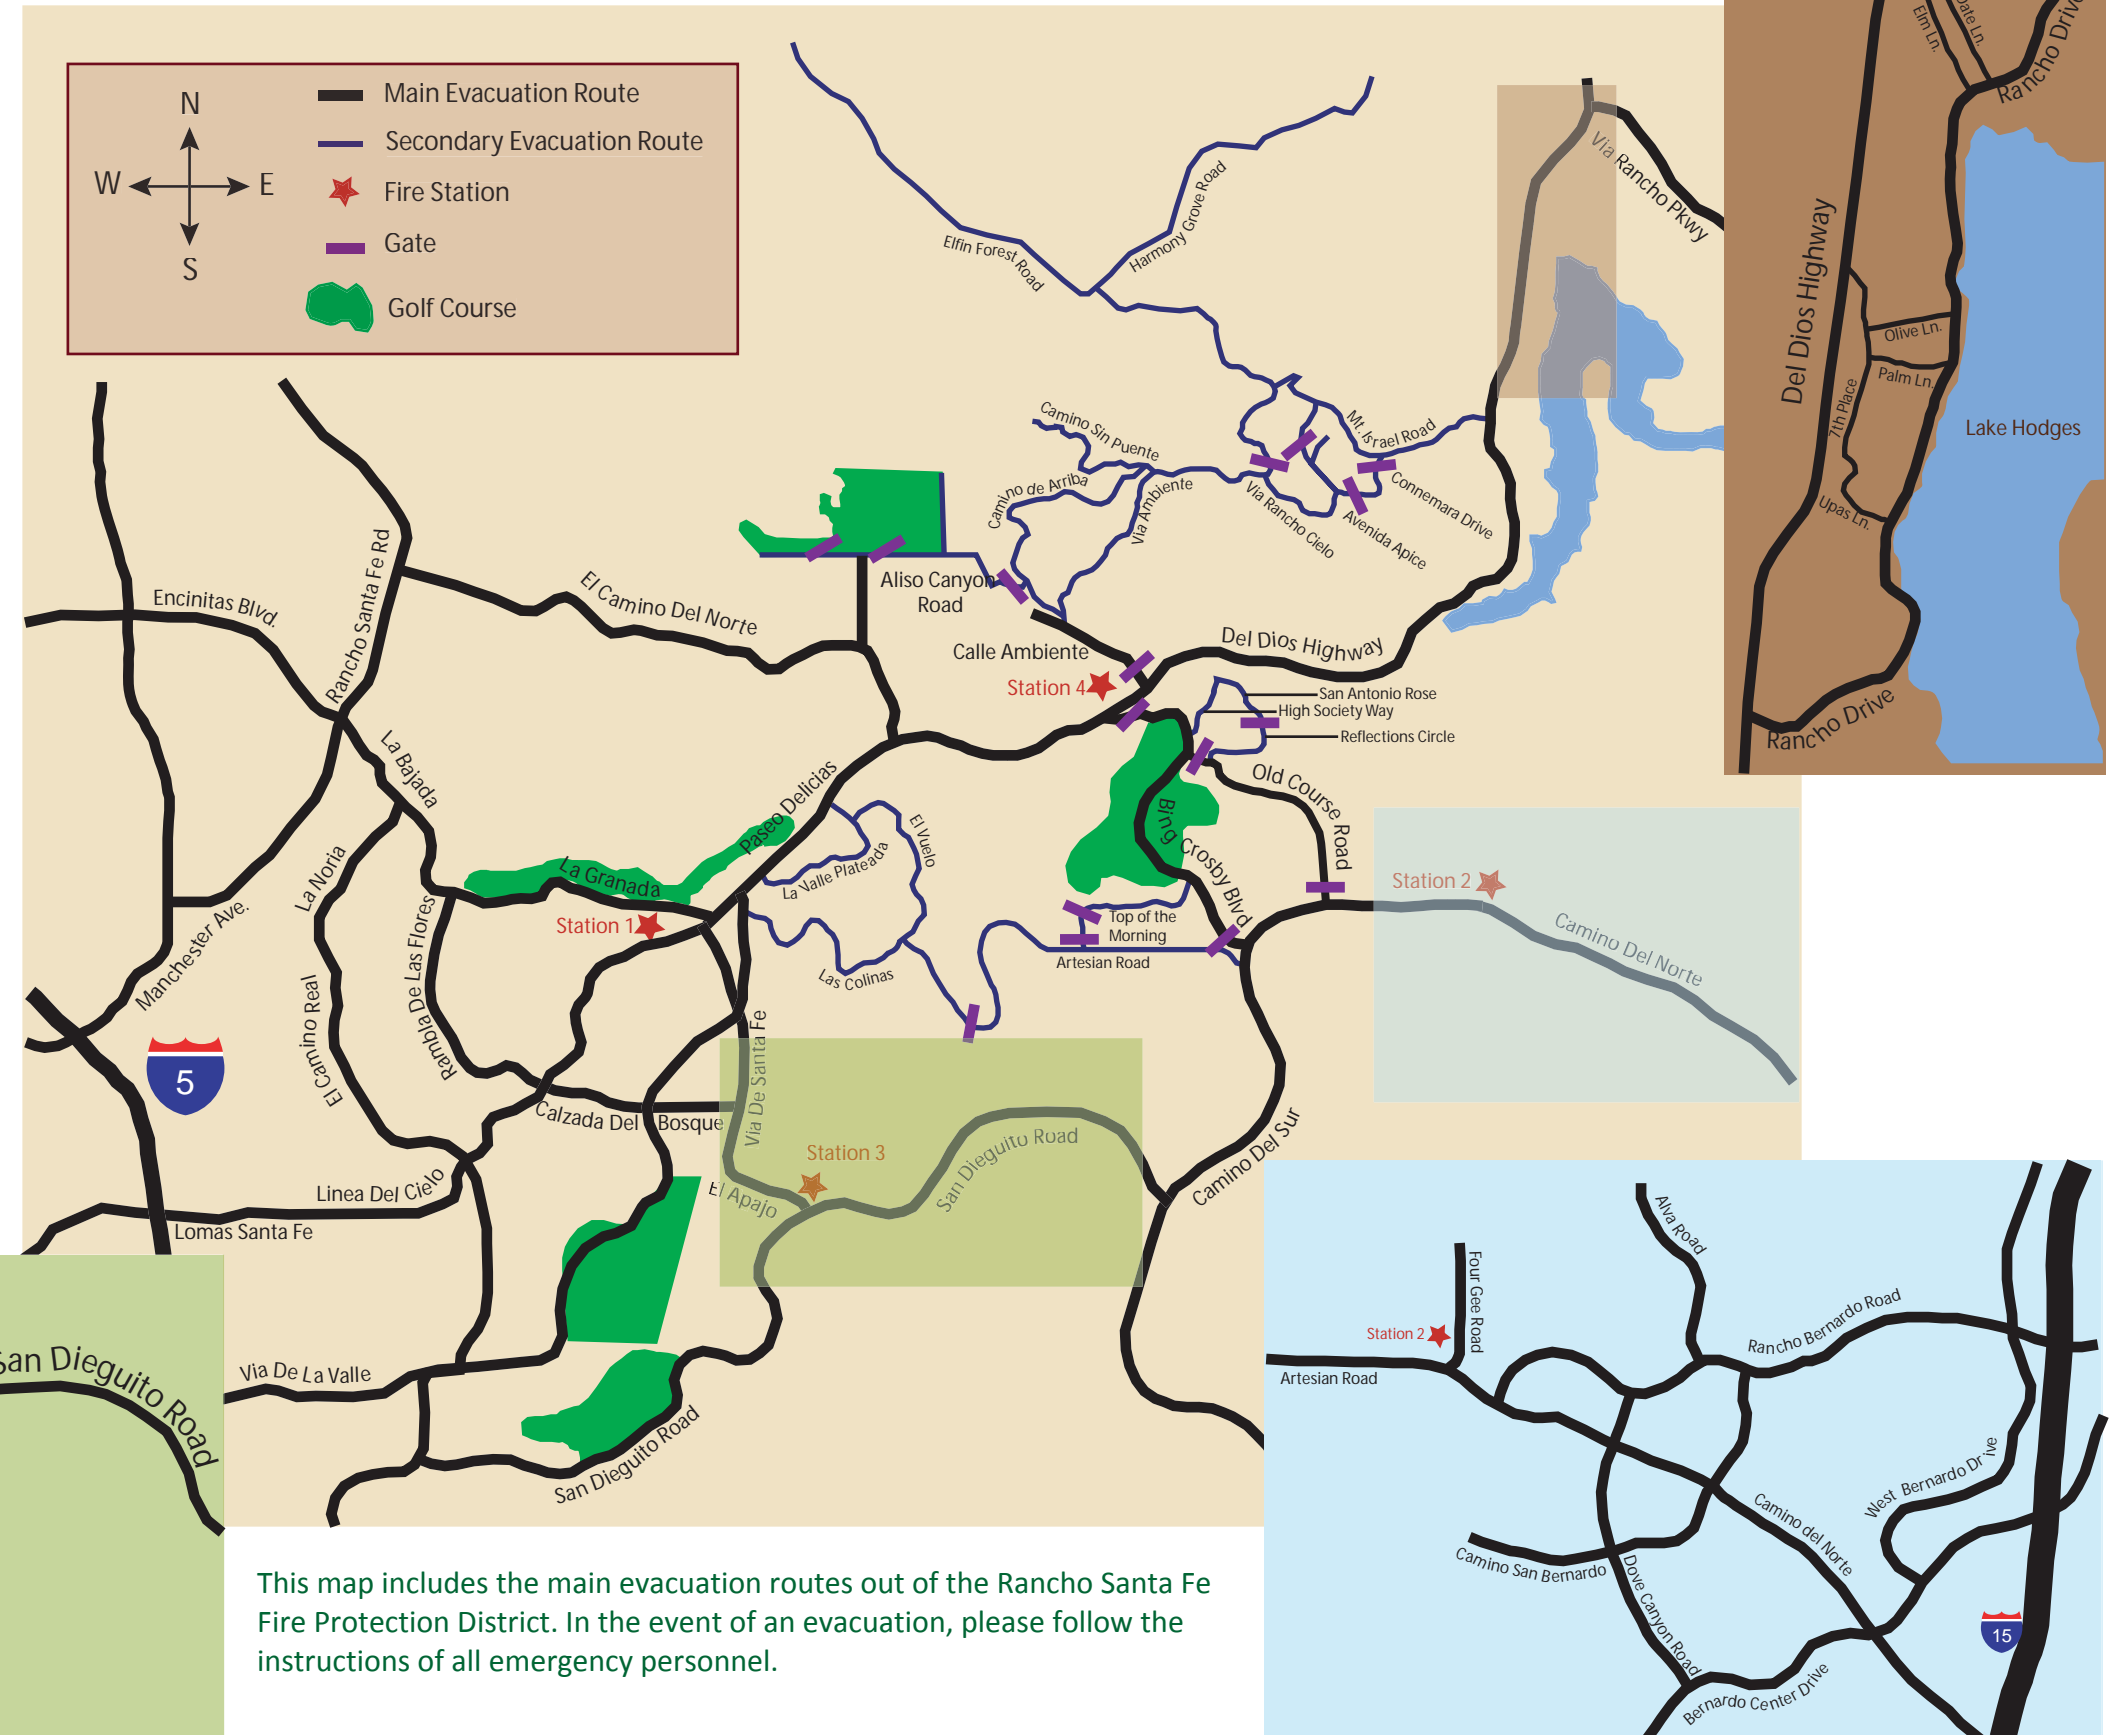 N
W
E
S
Main Evacuation Route
Secondary Evacuation Route
Fire Station
Gate
Golf Course
Elfin Forest Road
Harmony Grove Road
Via Rancho Pkwy
Camino Sin Puente
Camino de Arriba
Via Ambiente
Mt. Israel Road
Connemara Drive
Avenida Apice
Via Rancho Cielo
Encinitas Blvd.
Rancho Santa Fe Rd
El Camino Del Norte
Aliso Canyon
Road
Calle Ambiente
Station 4
Del Dios Highway
San Antonio Rose
High Society Way
Reflections Circle
Old Course Road
Bing Crosby Blvd
La Bajada
Paseo Delicias
El Vuelo
La Valle Plateada
La Granada
Station 1
La Noria
Manchester Ave.
Rambla De Las Flores
El Camino Real
Las Colinas
Top of the
Morning
Artesian Road
Station 2
Camino Del Norte
5
Via De Santa Fe
Calzada Del Bosque
Station 3
El Apajo
San Dieguito Road
Camino Del Sur
Linea Del Cielo
Lomas Santa Fe
Via De La Valle
San Dieguito Road
San Dieguito Road
Elm Ln.
Date Ln.
Rancho Drive
Del Dios Highway
Olive Ln.
Palm Ln.
7th Place
Upas Ln.
Lake Hodges
Rancho Drive
Alva Road
Four Gee Road
Station 2
Artesian Road
Rancho Bernardo Road
West Bernardo Drive
Camino del Norte
Camino San Bernardo
Dove Canyon Road
Bernardo Center Drive
15
This map includes the main evacuation routes out of the Rancho Santa Fe
Fire Protection District. In the event of an evacuation, please follow the
instructions of all emergency personnel.